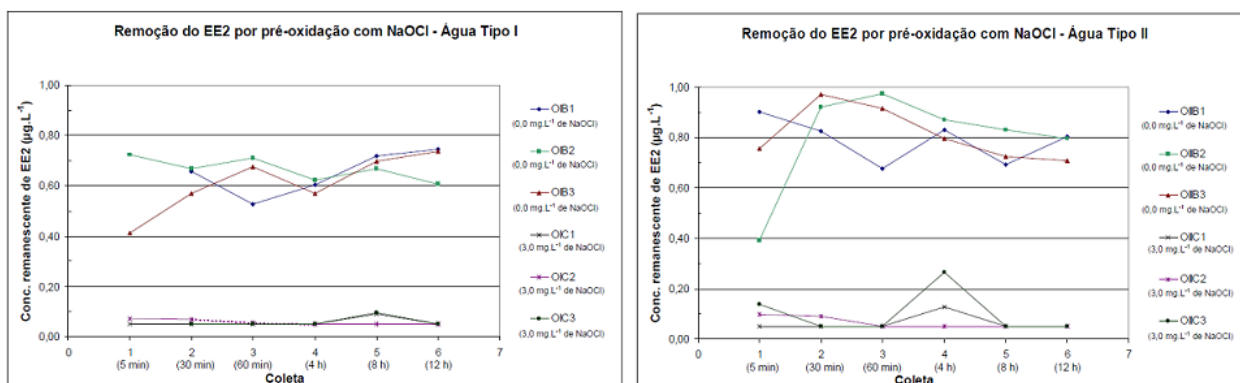 Remoção do EE2 por pré-oxidação com NaOCl - Água Tipo I
Conc. remanescente de EE2 (µg.L⁻¹)
1,00
0,80
0,60
0,40
0,20
0,00
0
1
2
3
4
5
6
7
(5 min)
(30 min)
(60 min)
(4 h)
(8 h)
(12 h)
Coleta
OIB1
(0,0 mg.L⁻¹ de NaOCl)
OIB2
(0,0 mg.L⁻¹ de NaOCl)
OIB3
(0,0 mg.L⁻¹ de NaOCl)
OIC1
(3,0 mg.L⁻¹ de NaOCl)
OIC2
(3,0 mg.L⁻¹ de NaOCl)
OIC3
(3,0 mg.L⁻¹ de NaOCl)
Remoção do EE2 por pré-oxidação com NaOCl - Água Tipo II
Conc. remanescente de EE2 (µg.L⁻¹)
1,00
0,80
0,60
0,40
0,20
0,00
0
1
2
3
4
5
6
7
(5 min)
(30 min)
(60 min)
(4 h)
(8 h)
(12 h)
Coleta
OIIB1
(0,0 mg.L⁻¹ de NaOCl)
OIIB2
(0,0 mg.L⁻¹ de NaOCl)
OIIB3
(0,0 mg.L⁻¹ de NaOCl)
OIIC1
(3,0 mg.L⁻¹ de NaOCl)
OIIC2
(3,0 mg.L⁻¹ de NaOCl)
OIIC3
(3,0 mg.L⁻¹ de NaOCl)